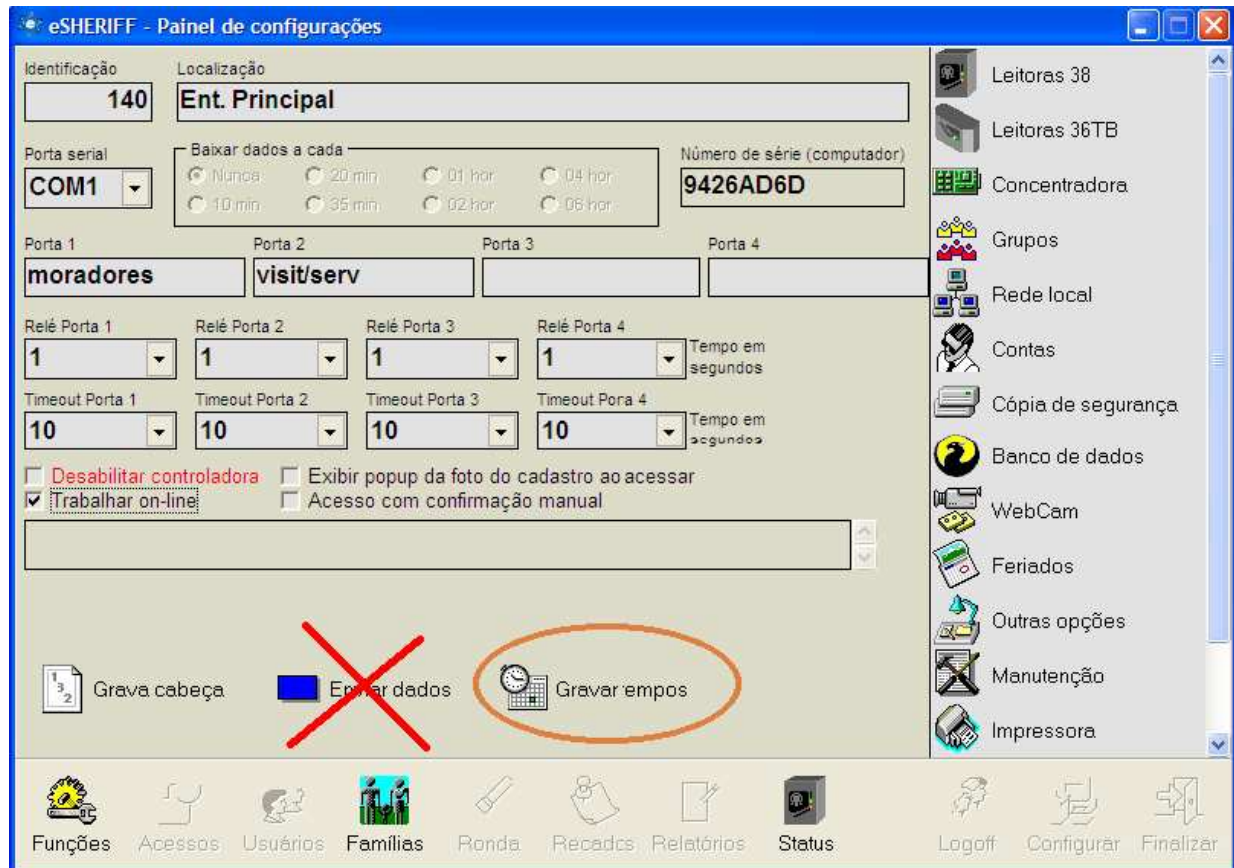 eSHERIFF - Painel de configurações
Identificação
Localização
140
Ent. Principal
Porta serial
Baixar dados a cada
Número de série (computador)
COM1
Nunca
20 min
01 hor
04 hor
9426AD6D
10 min
35 min
02 hor
06 hor
Porta 1
Porta 2
Porta 3
Porta 4
moradores
visit/serv
Relé Porta 1
Relé Porta 2
Relé Porta 3
Relé Porta 4
1
1
1
1
Tempo em
segundos
Timeout Porta 1
Timeout Porta 2
Timeout Porta 3
Timeout Porta 4
10
10
10
10
Tempo em
segundos
Desabilitar controladora
Exibir popup da foto do cadastro ao acessar
Trabalhar on-line
Acesso com confirmação manual
Grava cabeça
Enviar dados
Gravar empos
Leitoras 38
Leitoras 36TB
Concentradora
Grupos
Rede local
Contas
Cópia de segurança
Banco de dados
WebCam
Feriados
Outras opções
Manutenção
Impressora
Funções
Acessos
Usuários
Famílias
Ronda
Recados
Relatórios
Status
Logoff
Configurar
Finalizar